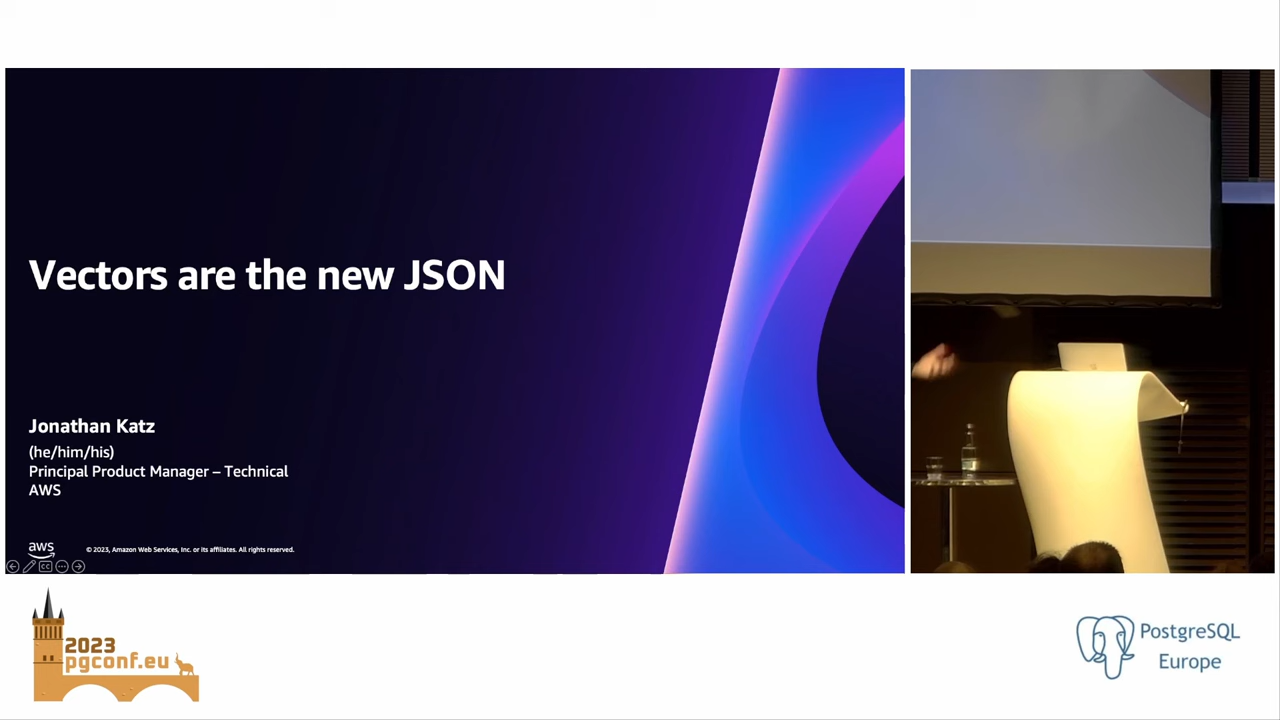 Vectors are the new JSON
Jonathan Katz
(he/him/his)
Principal Product Manager – Technical
AWS
aws
© 2023, Amazon Web Services, Inc. or its affiliates. All rights reserved.
CC
2023
pgconf.eu
PostgreSQL
Europe